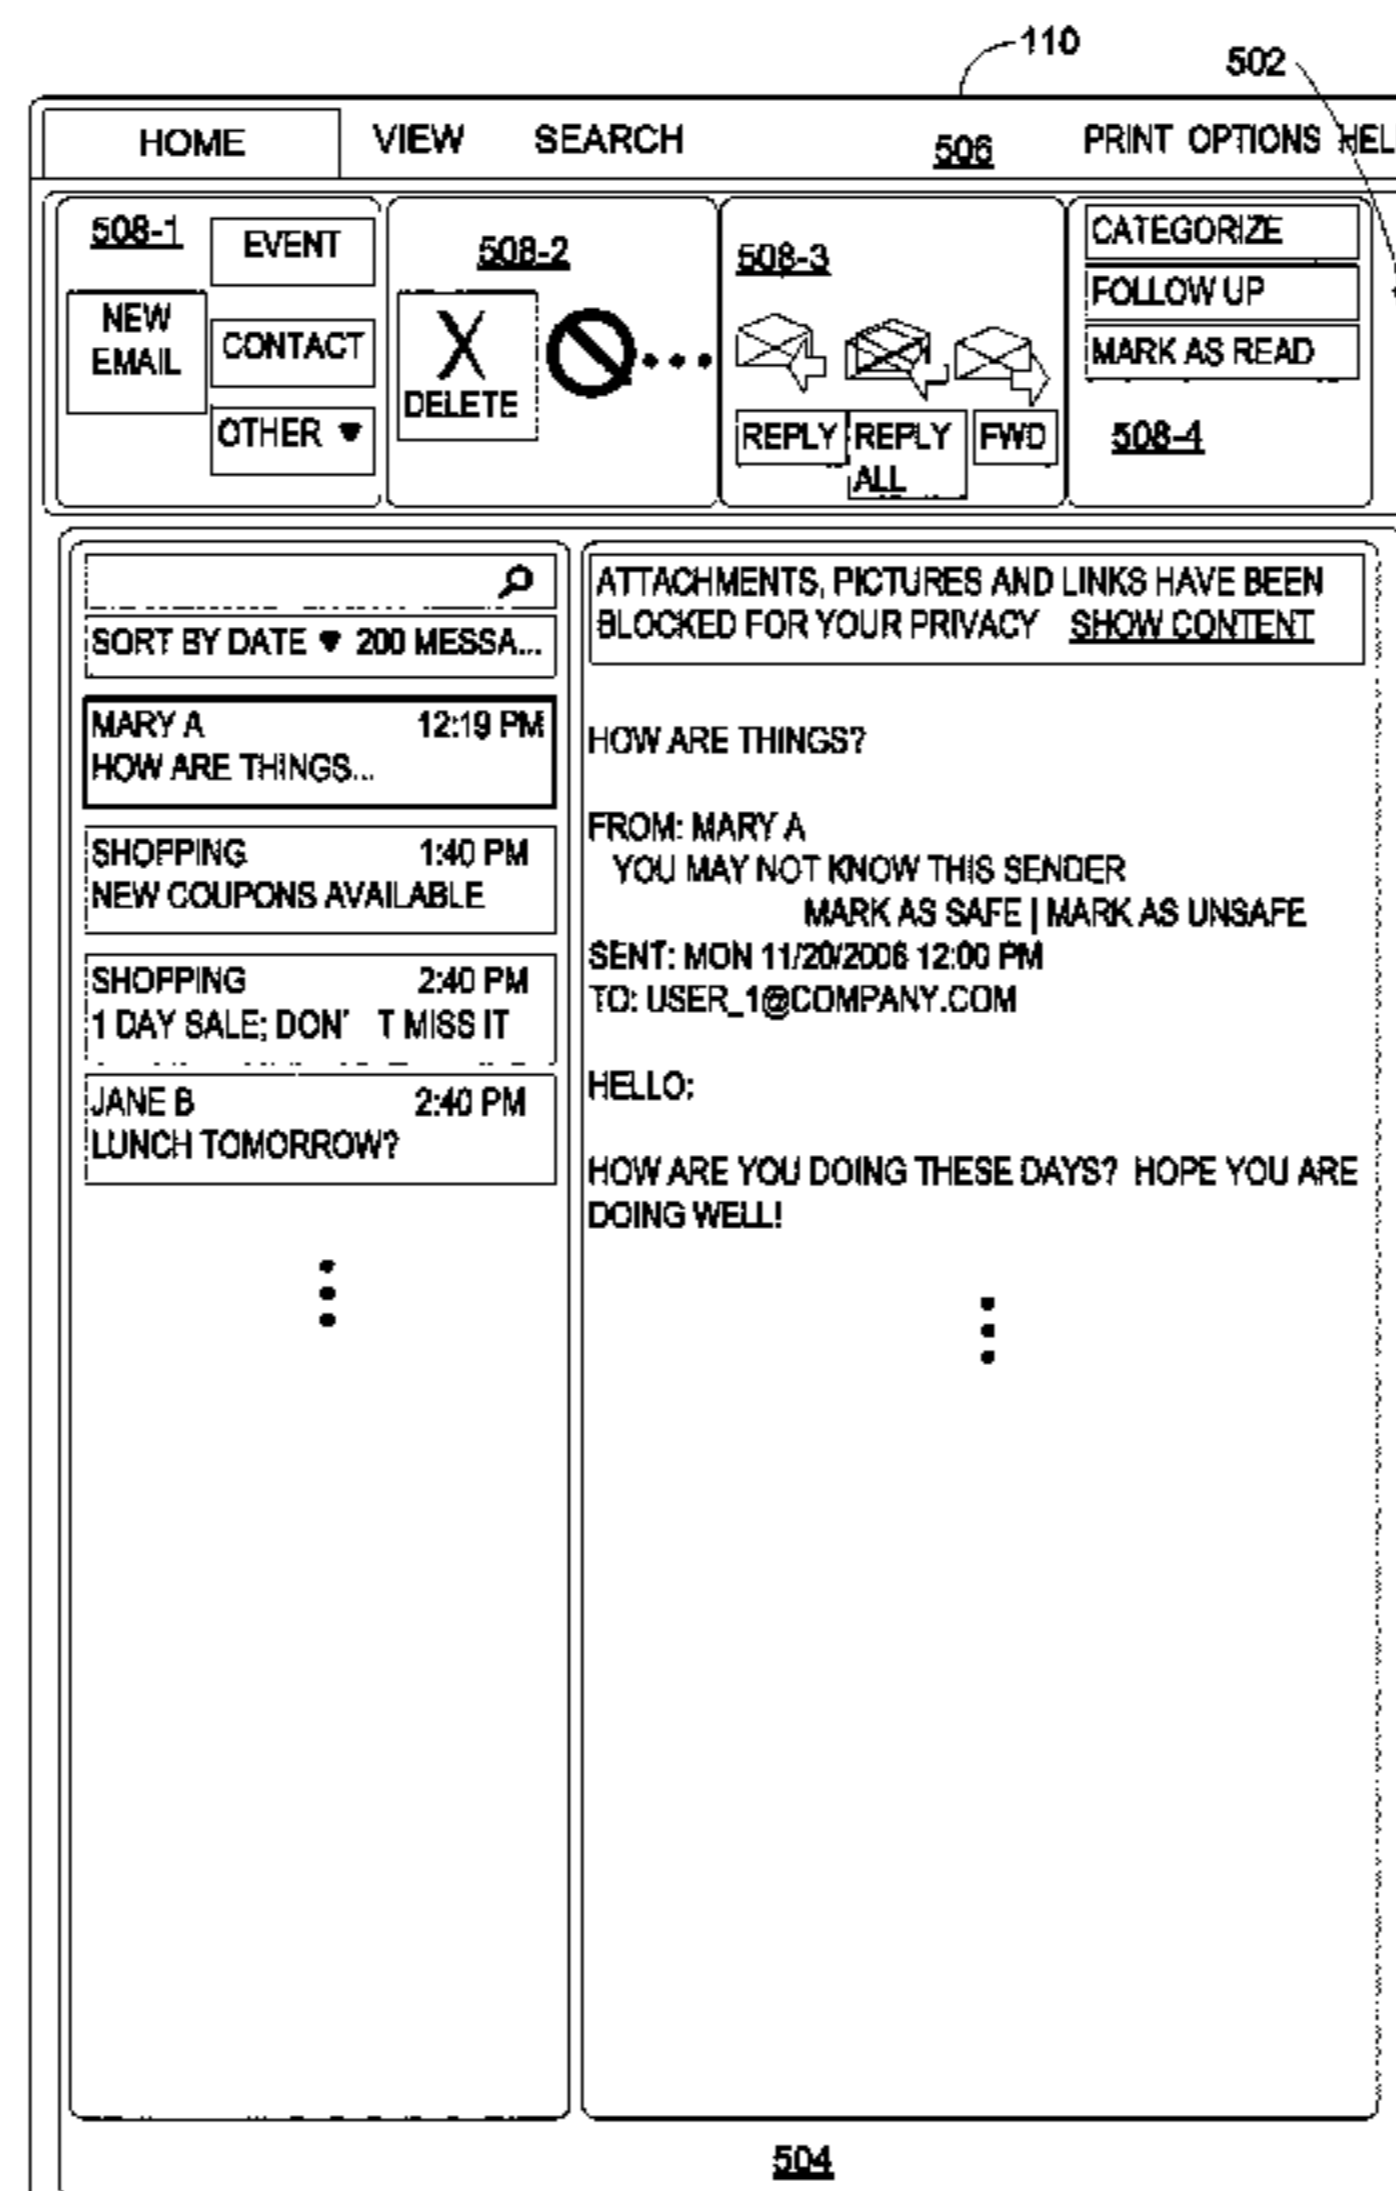 110
502
HOME VIEW SEARCH 506 PRINT OPTIONS HEL
508-1
EVENT
NEW
EMAIL
CONTACT
OTHER ▼
508-2
X
DELETE
508-3
REPLY
REPLY
ALL
FWD
CATEGORIZE
FOLLOW UP
MARK AS READ
508-4
SORT BY DATE ▼ 200 MESSA...
MARY A 12:19 PM
HOW ARE THINGS...
SHOPPING 1:40 PM
NEW COUPONS AVAILABLE
SHOPPING 2:40 PM
1 DAY SALE; DON' T MISS IT
JANE B 2:40 PM
LUNCH TOMORROW?
ATTACHMENTS, PICTURES AND LINKS HAVE BEEN
BLOCKED FOR YOUR PRIVACY SHOW CONTENT
HOW ARE THINGS?
FROM: MARY A
YOU MAY NOT KNOW THIS SENDER
MARK AS SAFE | MARK AS UNSAFE
SENT: MON 11/20/2006 12:00 PM
TO: USER_1@COMPANY.COM
HELLO:
HOW ARE YOU DOING THESE DAYS? HOPE YOU ARE
DOING WELL!
504